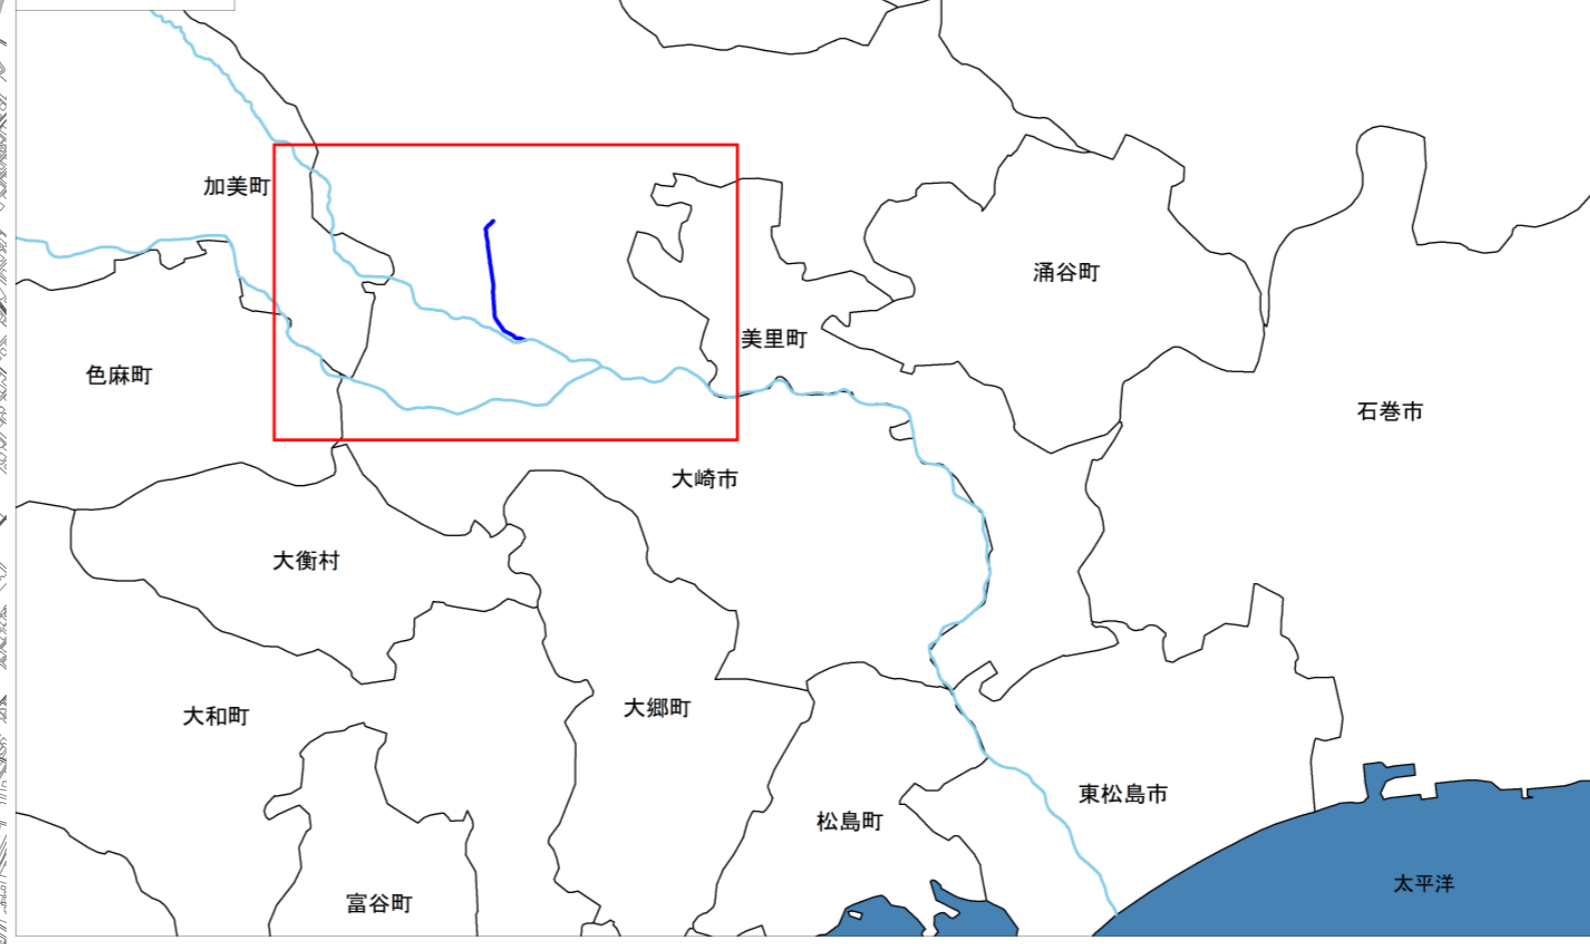 加美町
涌谷町
美里町
色麻町
石巻市
大崎市
大衡村
大郷町
大和町
東松島市
松島町
太平洋
富谷町